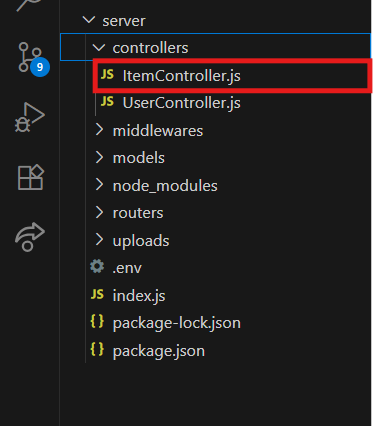 server
controllers
JS ItemController.js
JS UserController.js
middlewares
models
node_modules
routers
uploads
.env
JS index.js
{} package-lock.json
{} package.json
9